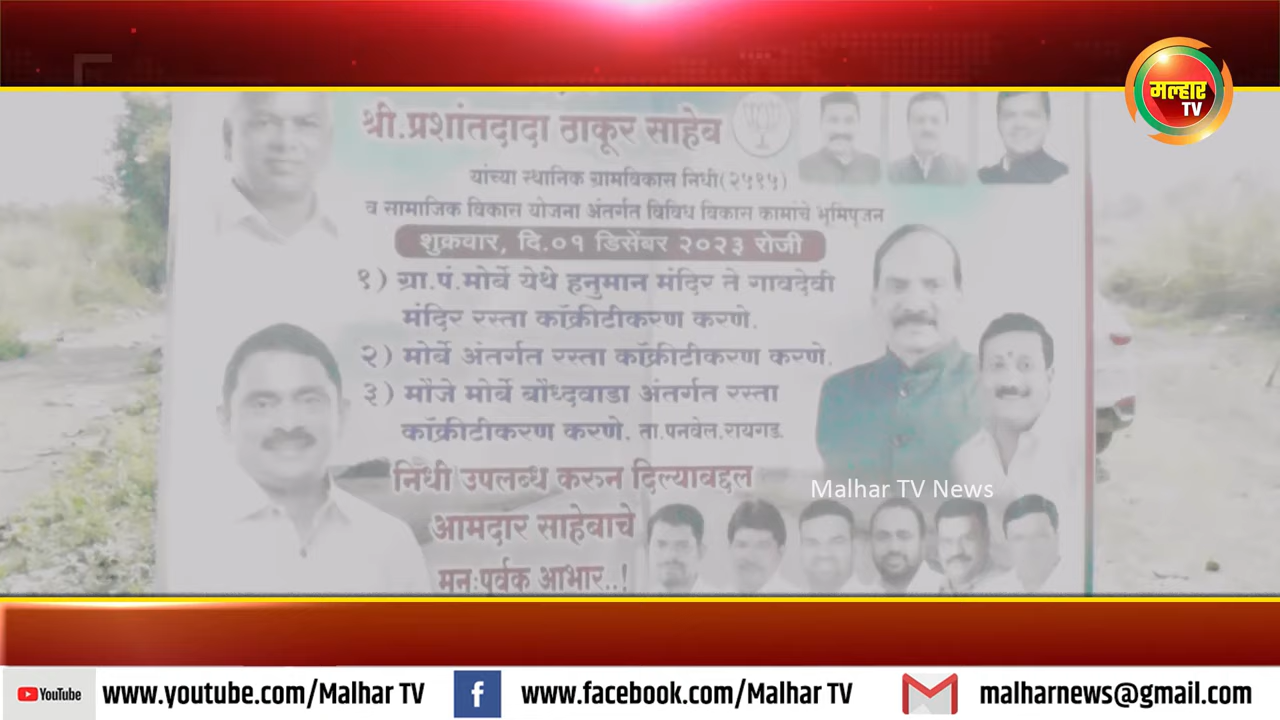 मल्हार
TV
श्री.प्रशांतदादा ठाकूर साहेब
यांच्या स्थानिक ग्रामविकास निधी(२५१५)
व सामाजिक विकास योजना अंतर्गत विविध विकास कामांचे भूमिपूजन
शुक्रवार, दि.०१ डिसेंबर २०२३ रोजी
१) ग्रा.पं.मोर्बे येथे हनुमान मंदिर ते गावदेवी
मंदिर रस्ता काँक्रीटीकरण करणे.
२) मोर्बे अंतर्गत रस्ता काँक्रीटीकरण करणे.
३) मौजे मोर्बे बौध्दवाडा अंतर्गत रस्ता
काँक्रीटीकरण करणे. ता.पनवेल.रायगड.
निधी उपलब्ध करुन दिल्याबद्दल
आमदार साहेबाचे
मनःपुर्वक आभार..!
Malhar TV News
YouTube www.youtube.com/Malhar TV
f www.facebook.com/Malhar TV
malharnews@gmail.com